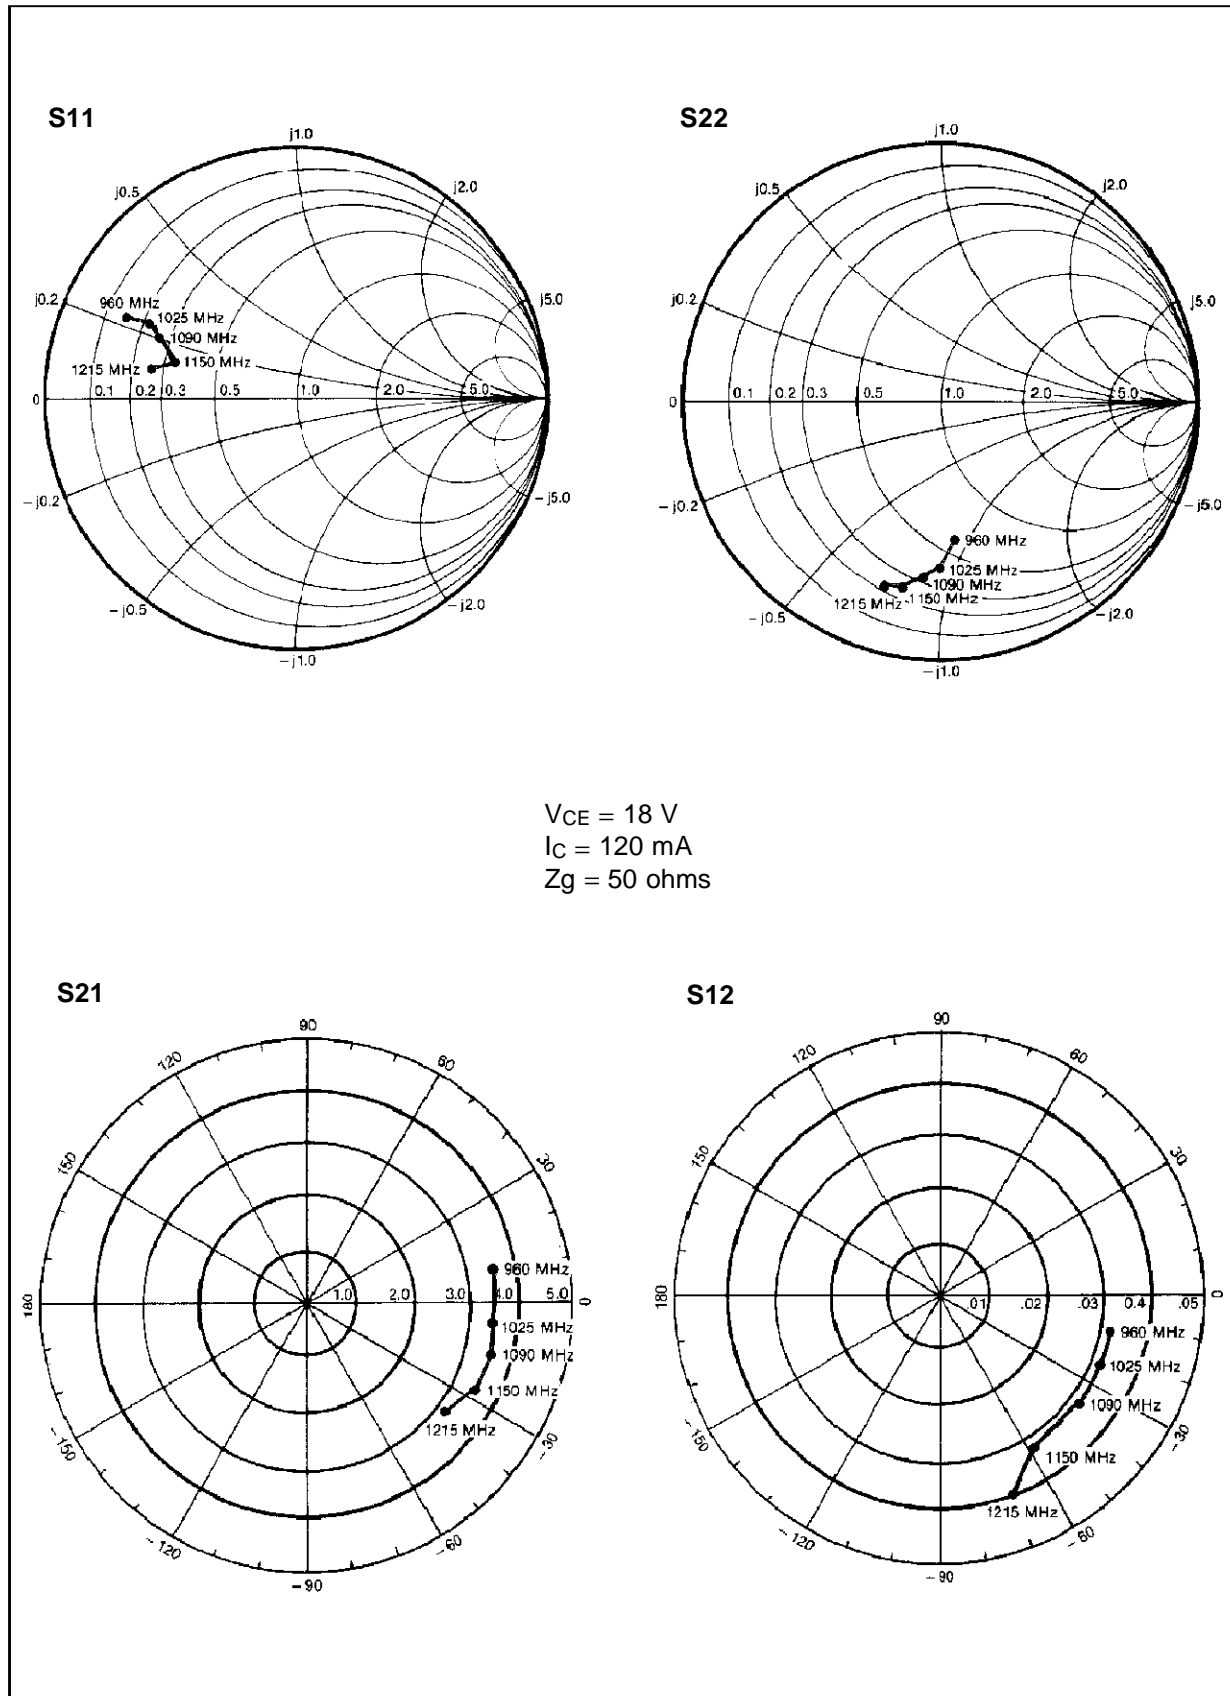 S11
j1.0
j0.5
j2.0
j0.2
j5.0
960 MHz
1025 MHz
1090 MHz
1150 MHz
1215 MHz
0
0.1
0.2
0.3
0.5
1.0
2.0
5.0
−j0.2
−j5.0
−j0.5
−j2.0
−j1.0
S22
j1.0
j0.5
j2.0
j0.2
j5.0
0
0.1
0.2
0.3
0.5
1.0
2.0
5.0
−j0.2
−j5.0
960 MHz
1025 MHz
1090 MHz
1150 MHz
1215 MHz
−j0.5
−j2.0
−j1.0
VCE = 18 V
IC = 120 mA
Zg = 50 ohms
S21
90
120
60
150
30
960 MHz
180
1.0
2.0
3.0
4.0
5.0
0
1025 MHz
1090 MHz
1150 MHz
1215 MHz
−150
−30
−120
−60
−90
S12
90
120
60
150
30
180
.01
.02
.03
0.4
.05
0
960 MHz
1025 MHz
1090 MHz
1150 MHz
1215 MHz
−150
−30
−120
−60
−90